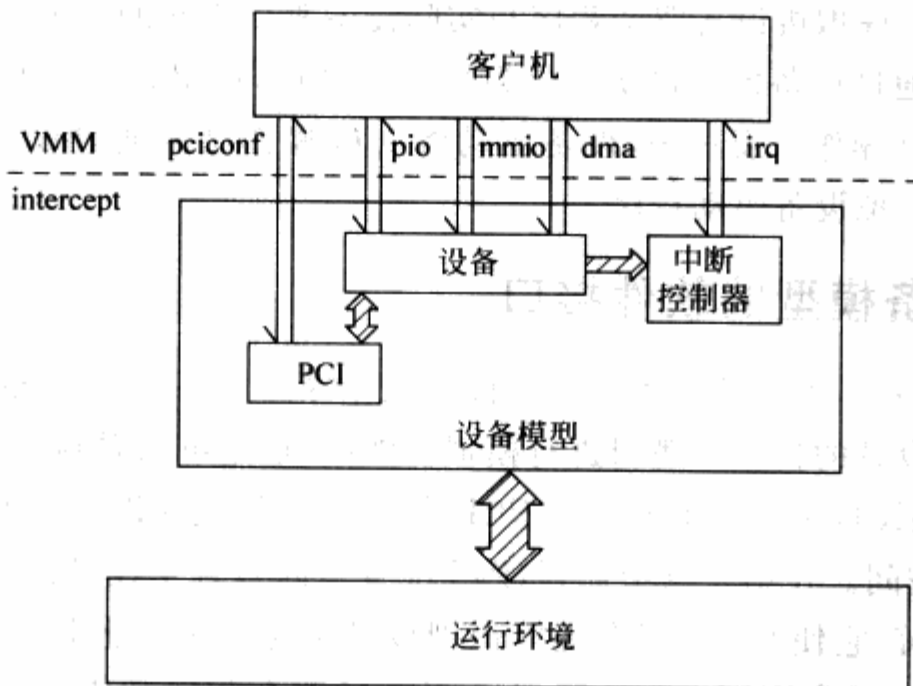 客户机
VMM pciconf pio mmio dma irq
intercept
设备
中断
控制器
PCI
设备模型
运行环境